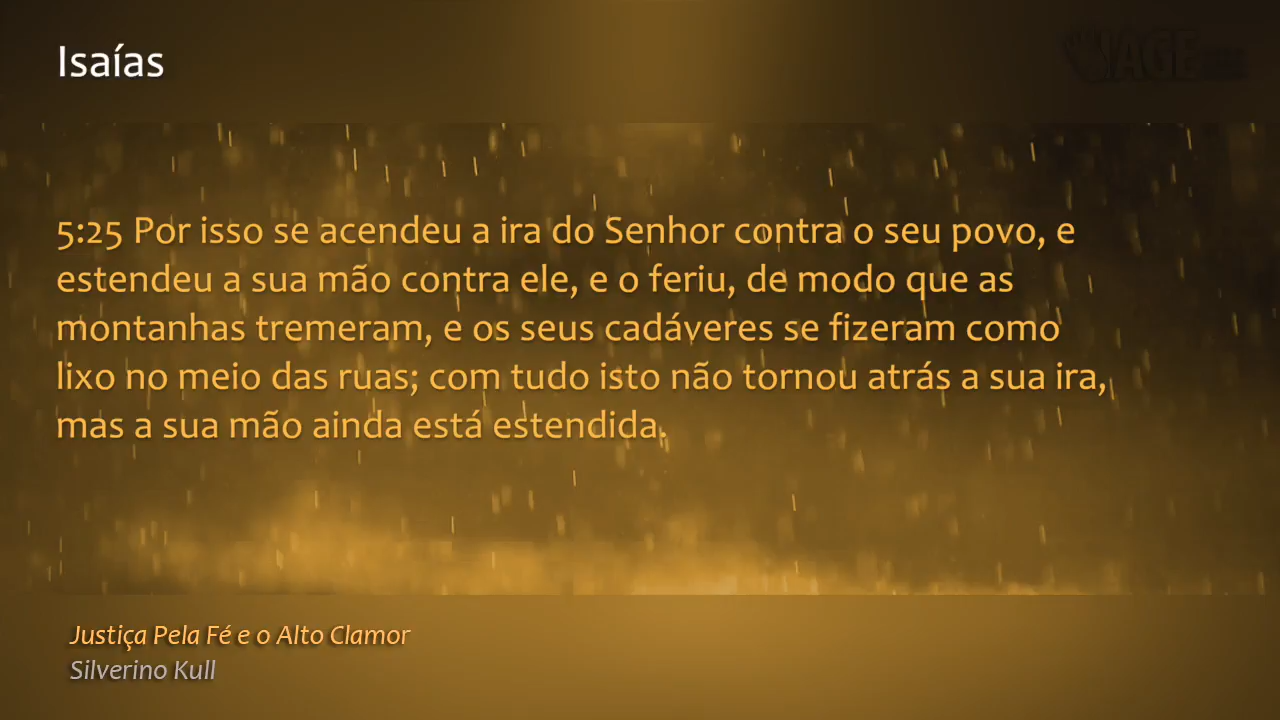 Isaías
5:25 Por isso se acendeu a ira do Senhor contra o seu povo, e
estendeu a sua mão contra ele, e o feriu, de modo que as
montanhas tremeram, e os seus cadáveres se fizeram como
lixo no meio das ruas; com tudo isto não tornou atrás a sua ira,
mas a sua mão ainda está estendida.
Justiça Pela Fé e o Alto Clamor
Silverino Kull